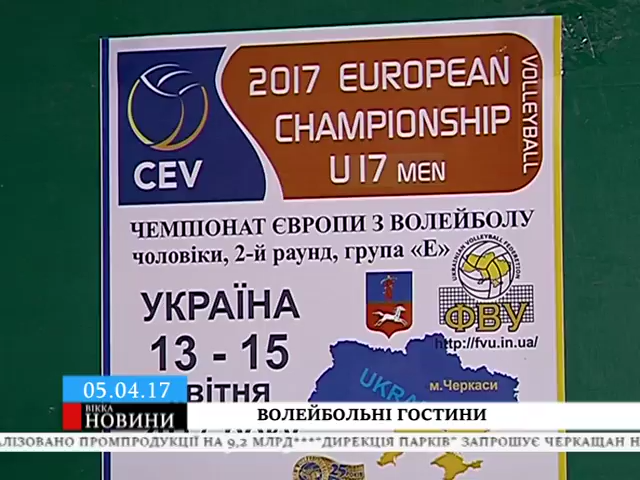 2017 EUROPEAN
CHAMPIONSHIP
U17 MEN
VOLLEYBALL
CEV
ЧЕМПІОНАТ ЄВРОПИ З ВОЛЕЙБОЛУ
чоловіки, 2-й раунд, група «Е»
UKRAINIAN VOLLEYBALL FEDERATION
ФВУ
http://fvu.in.ua/
УКРАЇНА
13 - 15
м.Черкаси
05.04.17
ВІККА
НОВИНИ
ВОЛЕЙБОЛЬНІ ГОСТИНИ
АЛІЗОВАНО ПРОМПРОДУКЦІЇ НА 9,2 МЛРД***"ДИРЕКЦІЯ ПАРКІВ" ЗАПРОШУЄ ЧЕРКАЩАН Н